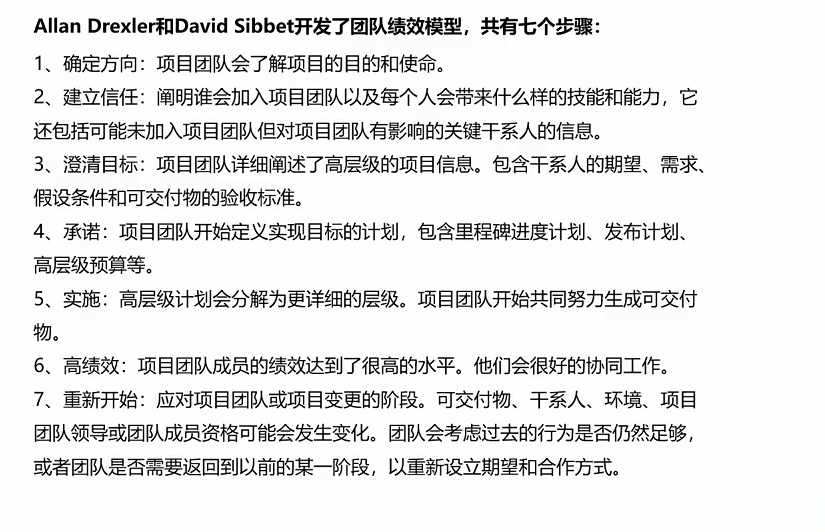 Allan Drexler和David Sibbet开发了团队绩效模型，共有七个步骤：
1、确定方向：项目团队会了解项目的目的和使命。
2、建立信任：阐明谁会加入项目团队以及每个人会带来什么样的技能和能力，它
还包括可能未加入项目团队但对项目团队有影响的关键干系人的信息。
3、澄清目标：项目团队详细阐述了高层级的项目信息。包含干系人的期望、需求、
假设条件和可交付物的验收标准。
4、承诺：项目团队开始定义实现目标的计划，包含里程碑进度计划、发布计划、
高层级预算等。
5、实施：高层级计划会分解为更详细的层级。项目团队开始共同努力生成可交付
物。
6、高绩效：项目团队成员的绩效达到了很高的水平。他们会很好的协同工作。
7、重新开始：应对项目团队或项目变更的阶段。可交付物、干系人、环境、项目
团队领导或团队成员资格可能会发生变化。团队会考虑过去的行为是否仍然足够，
或者团队是否需要返回到以前的某一阶段，以重新设立期望和合作方式。